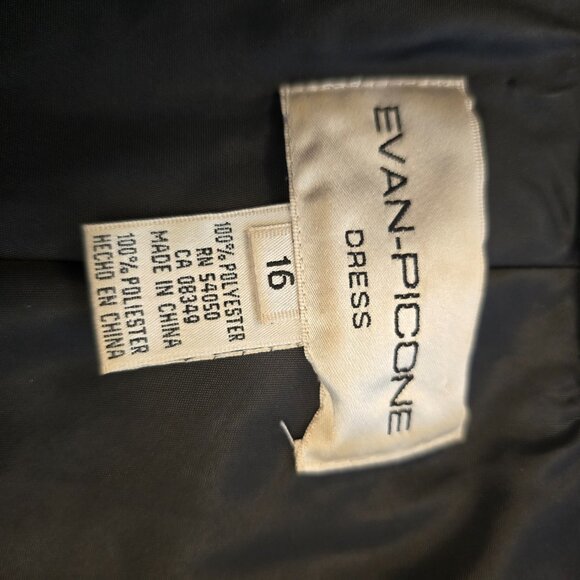 EVAN-PICONE
DRESS
16
100% POLYESTER
RN 54050
CA 08349
MADE IN CHINA
100% POLIESTER
HECHO EN CHINA